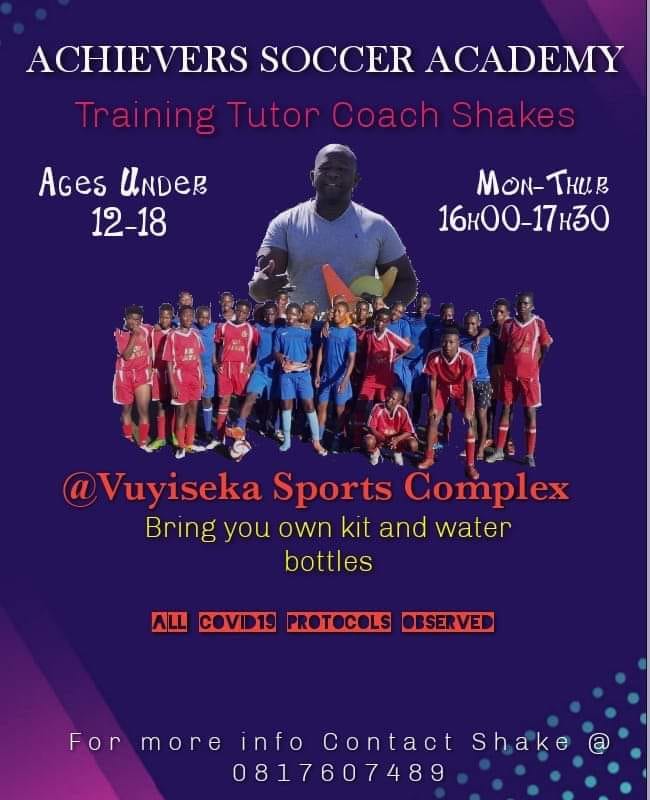 ACHIEVERS SOCCER ACADEMY
Training Tutor Coach Shakes
Ages Under
12-18
Mon-Thur
16H00-17H30
@Vuyiseka Sports Complex
Bring you own kit and water
bottles
ALL COVID19 PROTOCOLS OBSERVED
For more info Contact Shake @
0817607489